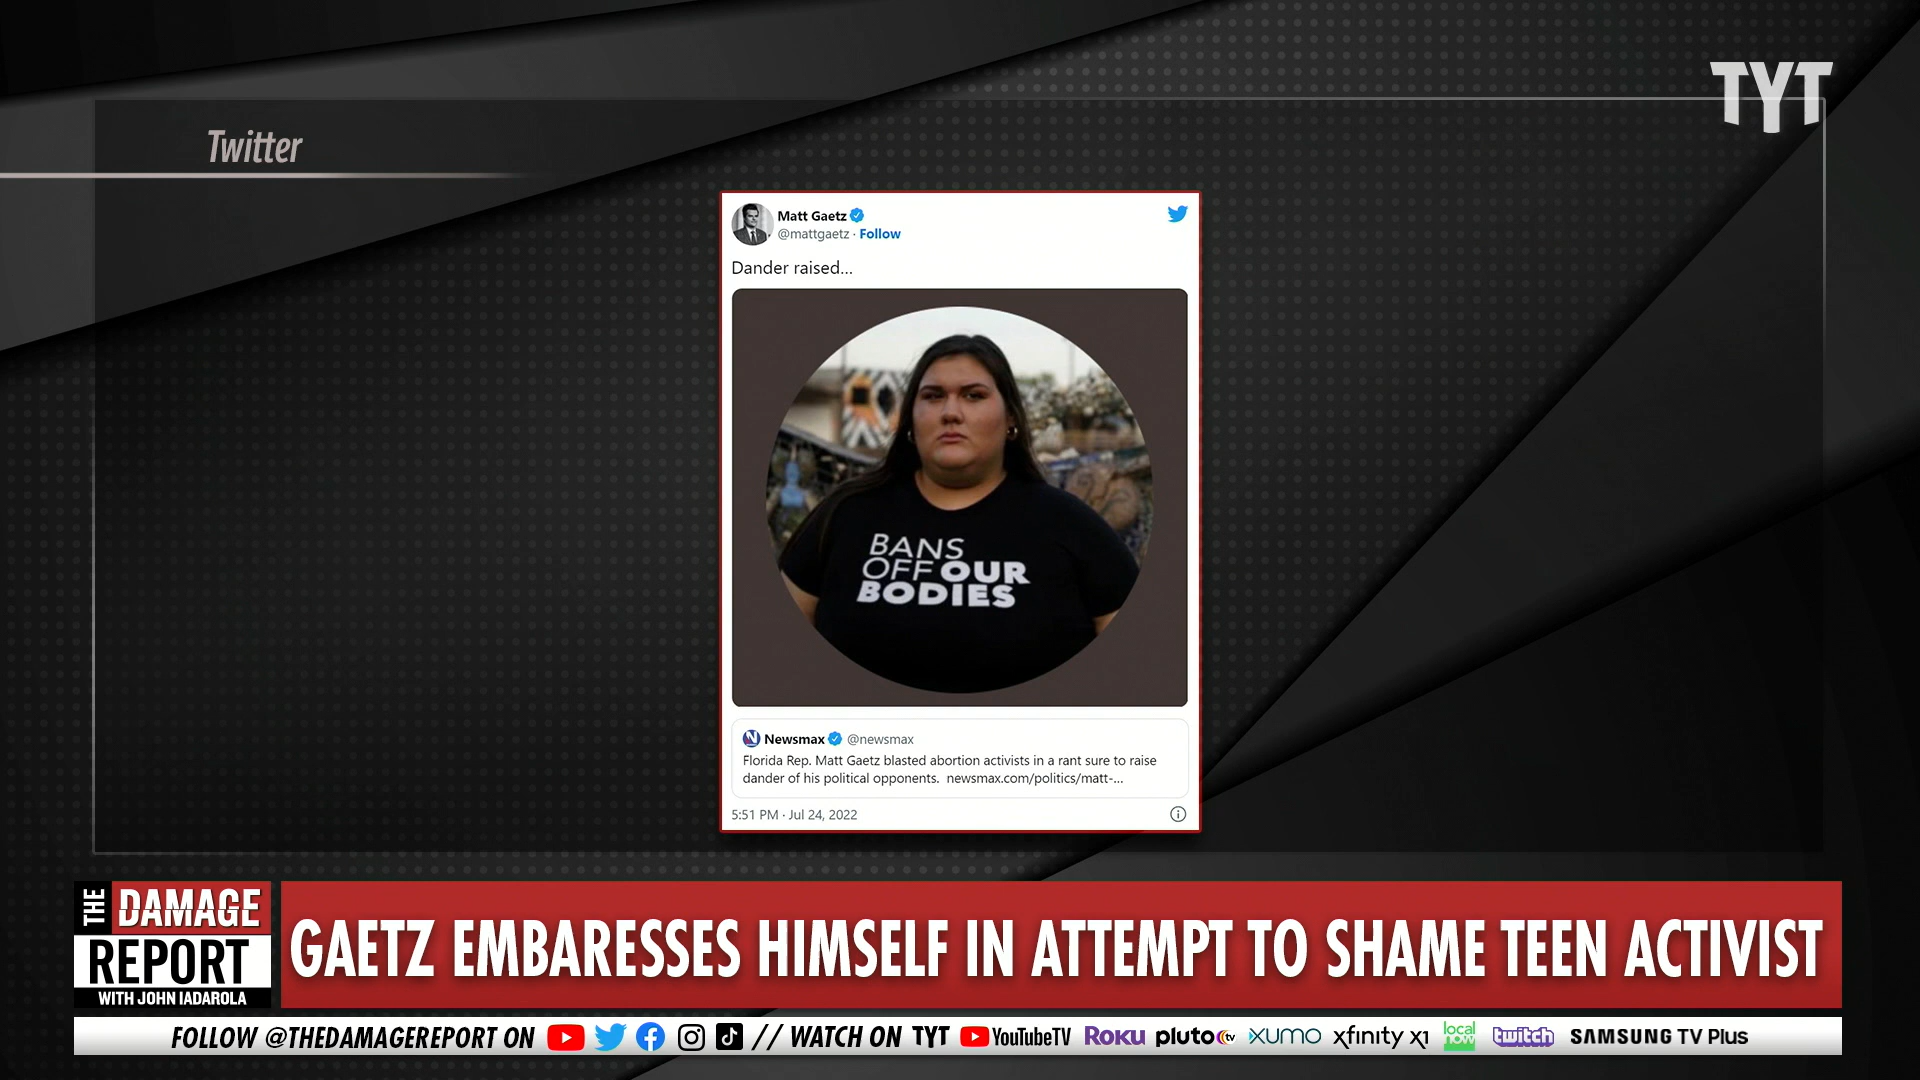 TYT
Twitter
Matt Gaetz
@mattgaetz · Follow
Dander raised...
BANS
OFF OUR
BODIES
Newsmax @newsmax
Florida Rep. Matt Gaetz blasted abortion activists in a rant sure to raise
dander of his political opponents. newsmax.com/politics/matt-...
5:51 PM · Jul 24, 2022
THE DAMAGE
REPORT
WITH JOHN IADAROLA
GAETZ EMBARESSES HIMSELF IN ATTEMPT TO SHAME TEEN ACTIVIST
FOLLOW @THEDAMAGEREPORT ON // WATCH ON TYT YouTubeTV ROKU pluto tv XUMO xfinity x1 local now twitch SAMSUNG TV Plus